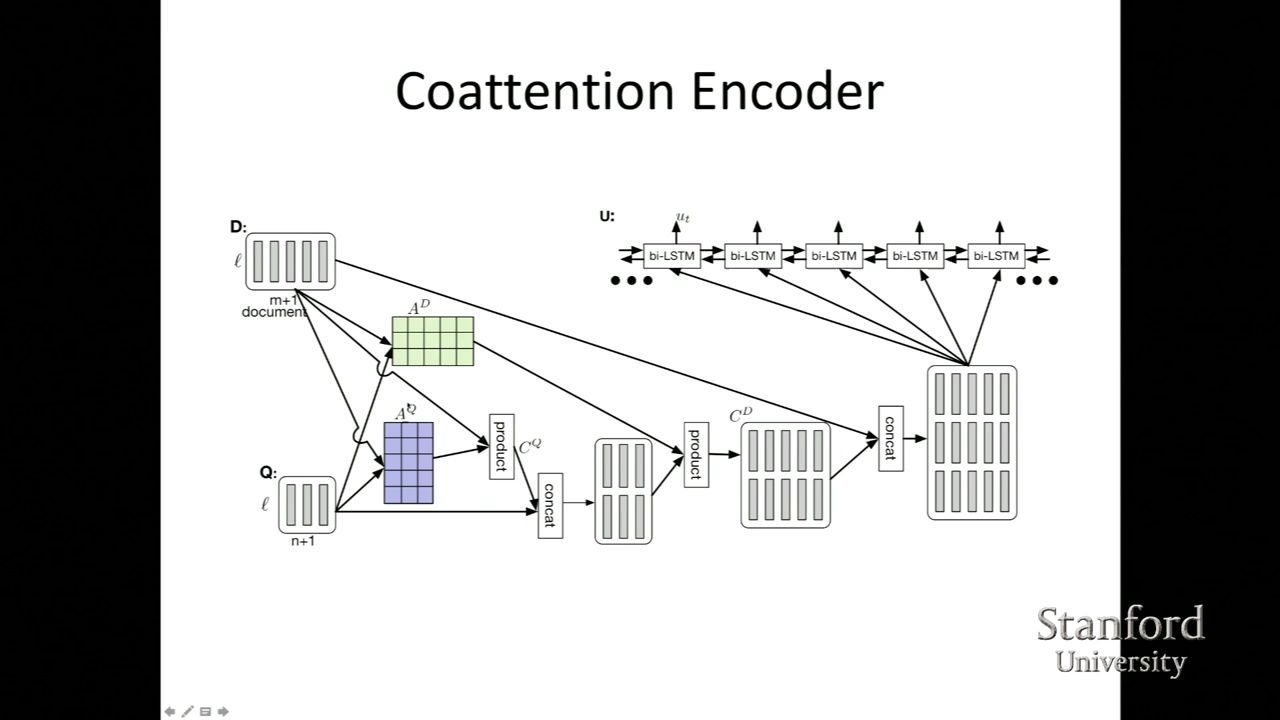 Coattention Encoder
D:
ℓ
m+1
document
A^D
A^Q
Q:
ℓ
n+1
product
C^Q
concat
product
C^D
concat
U:
u_t
bi-LSTM bi-LSTM bi-LSTM bi-LSTM bi-LSTM
Stanford
University